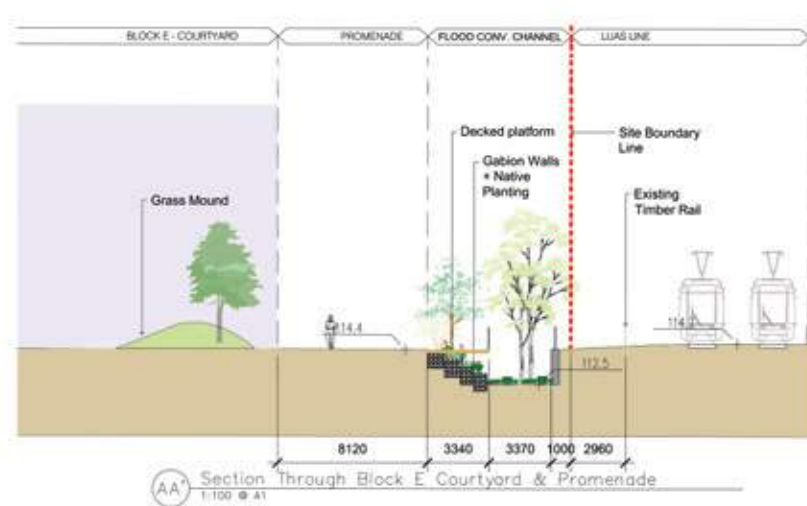 BLOCK E - COURTYARD
PROMENADE
FLOOD CONV. CHANNEL
LUAS LINE
Decked platform
Site Boundary
Line
Gabion Walls
+ Native
Planting
Grass Mound
Existing
Timber Rail
114.4
112.5
8120
3340
3370
1000
2960
AA'
Section Through Block E Courtyard & Promenade
1:100 @ A1